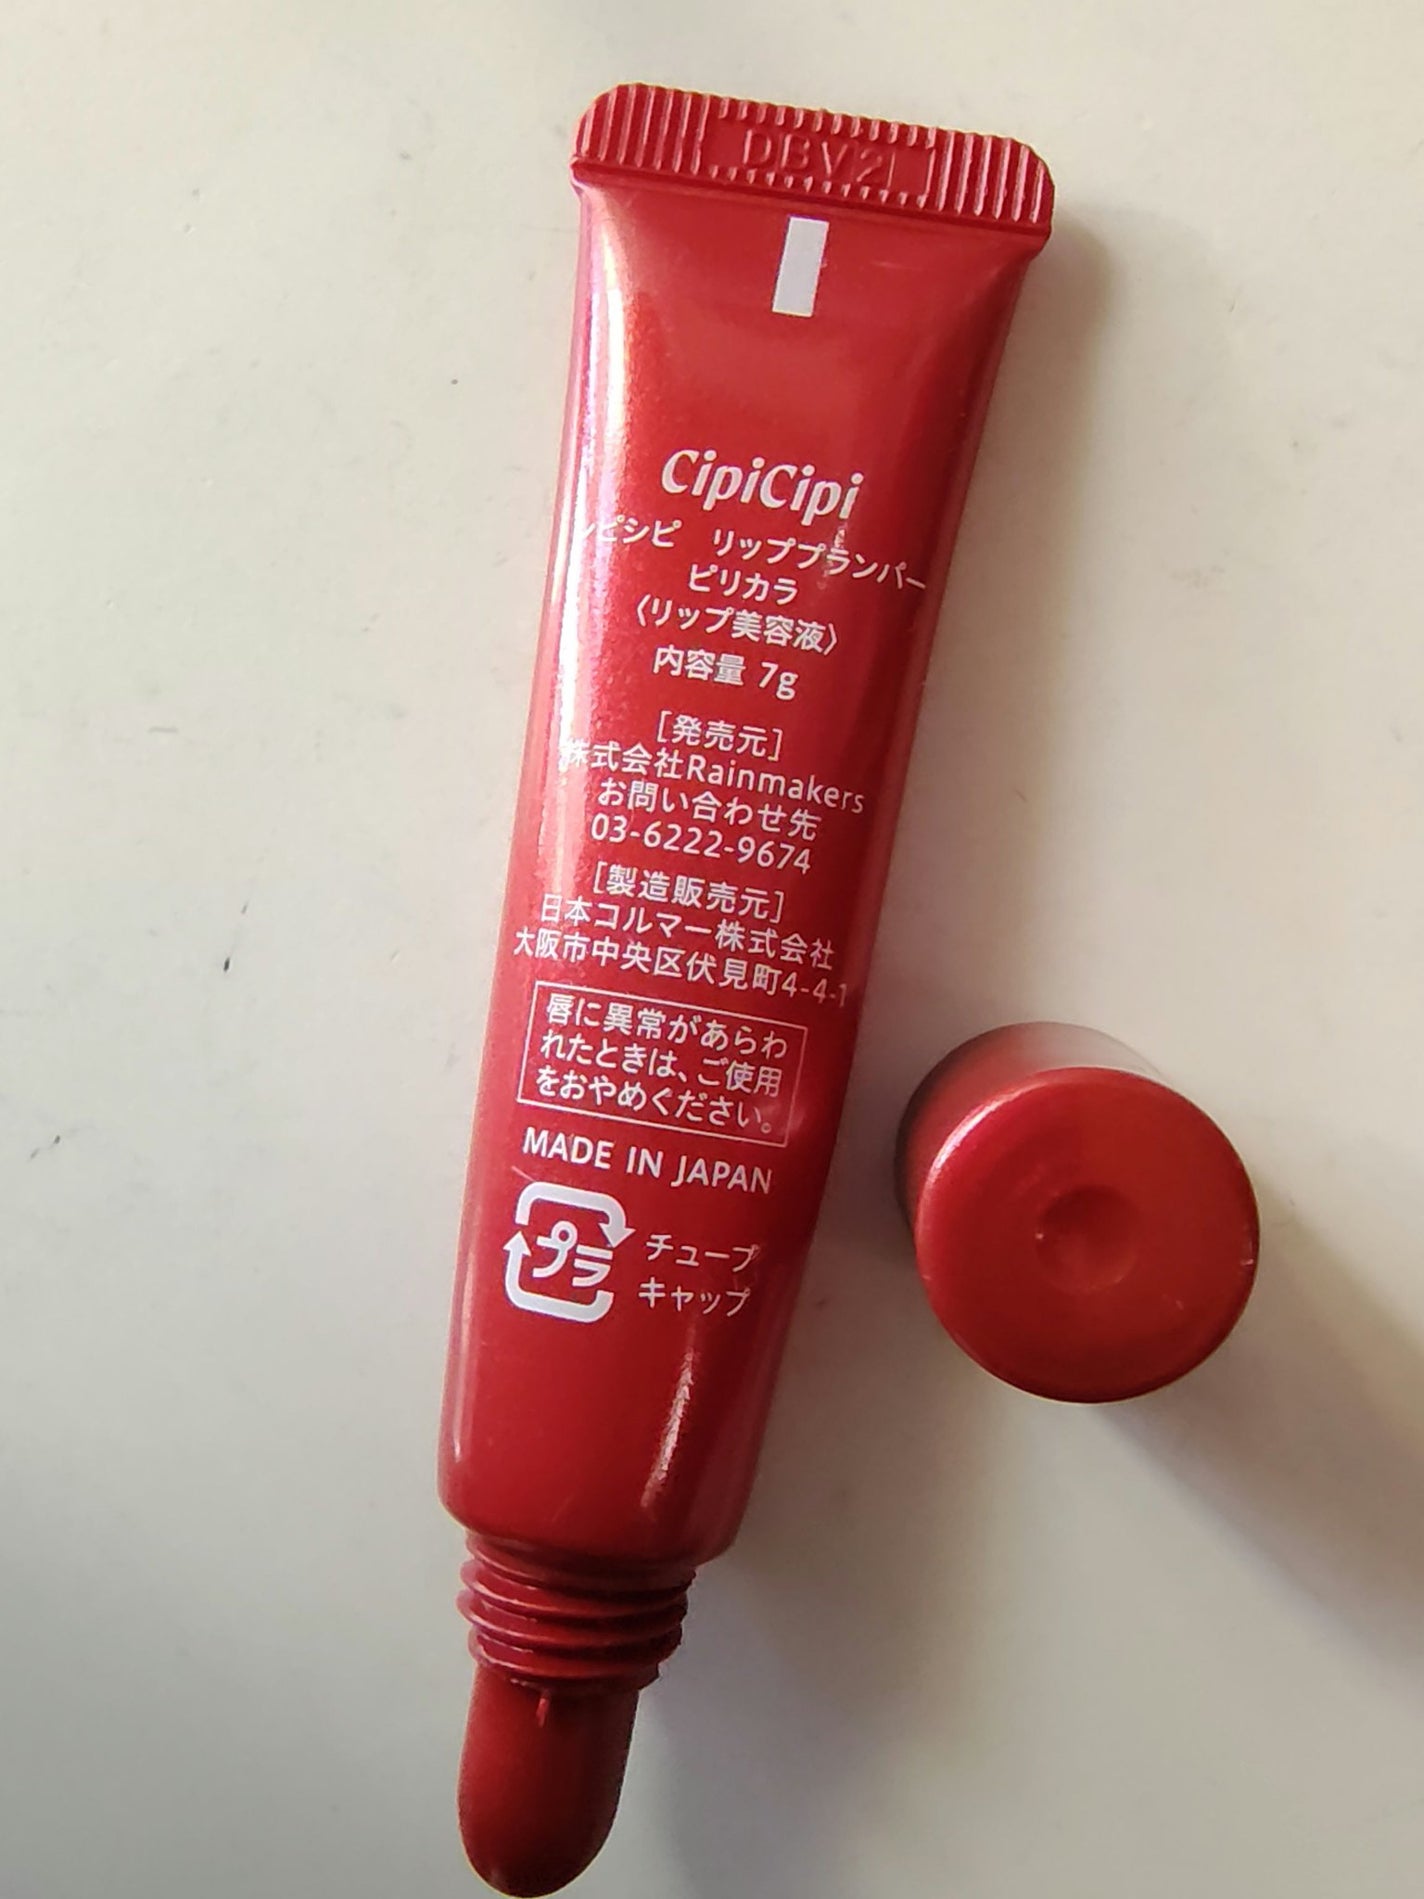 DBV2
CipiCipi
シピシピ　リッププランパー
ピリカラ
〈リップ美容液〉
内容量 7g
［発売元］
株式会社Rainmakers
お問い合わせ先
03-6222-9674
［製造販売元］
日本コルマー株式会社
大阪市中央区伏見町4-4-1
唇に異常があらわ
れたときは、ご使用
をおやめください。
MADE IN JAPAN
プラ
チューブ
キャップ